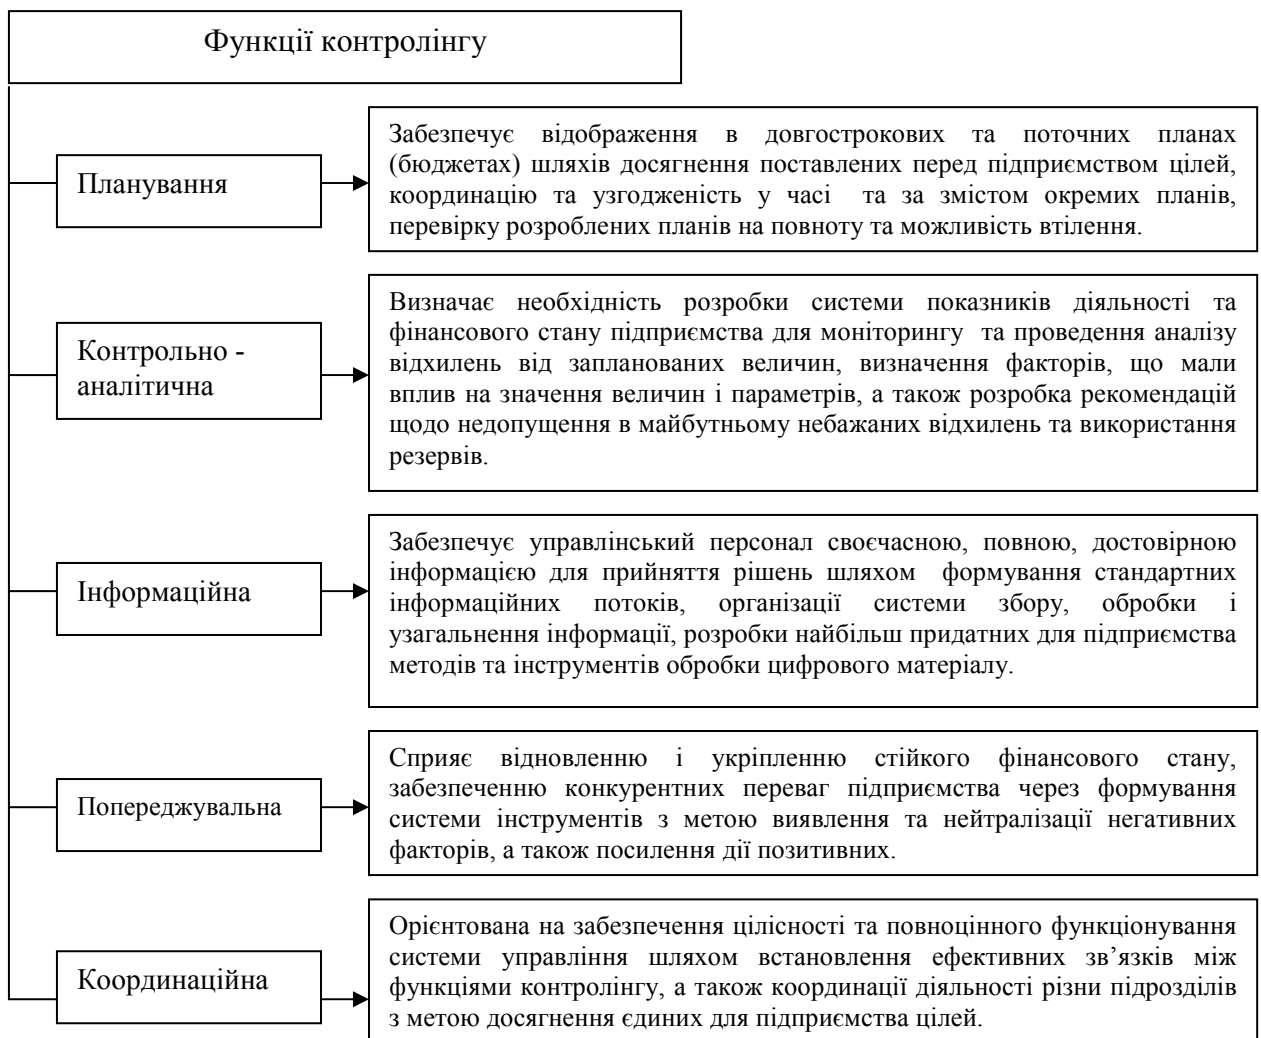 Функції контролінгу
Планування
Забезпечує відображення в довгострокових та поточних планах
(бюджетах) шляхів досягнення поставлених перед підприємством цілей,
координацію та узгодженість у часі та за змістом окремих планів,
перевірку розроблених планів на повноту та можливість втілення.
Контрольно -
аналітична
Визначає необхідність розробки системи показників діяльності та
фінансового стану підприємства для моніторингу та проведення аналізу
відхилень від запланованих величин, визначення факторів, що мали
вплив на значення величин і параметрів, а також розробка рекомендацій
щодо недопущення в майбутньому небажаних відхилень та використання
резервів.
Інформаційна
Забезпечує управлінський персонал своєчасною, повною, достовірною
інформацією для прийняття рішень шляхом формування стандартних
інформаційних потоків, організації системи збору, обробки і
узагальнення інформації, розробки найбільш придатних для підприємства
методів та інструментів обробки цифрового матеріалу.
Попереджувальна
Сприяє відновленню і укріпленню стійкого фінансового стану,
забезпеченню конкурентних переваг підприємства через формування
системи інструментів з метою виявлення та нейтралізації негативних
факторів, а також посилення дії позитивних.
Координаційна
Орієнтована на забезпечення цілісності та повноцінного функціонування
системи управління шляхом встановлення ефективних зв’язків між
функціями контролінгу, а також координації діяльності різни підрозділів
з метою досягнення єдиних для підприємства цілей.